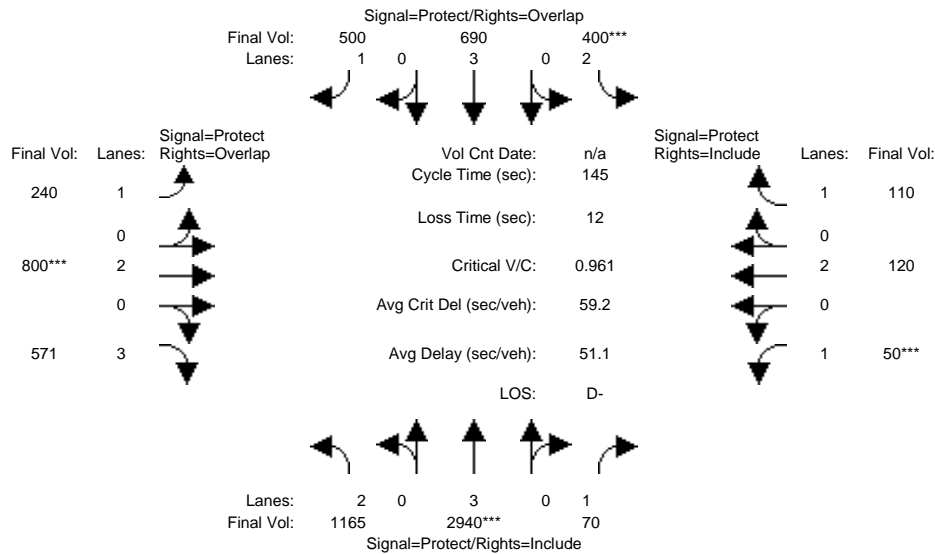 Signal=Protect/Rights=Overlap
Final Vol: 500 690 400***
Lanes: 1 0 3 0 2
Signal=Protect Signal=Protect
Final Vol: Lanes: Rights=Overlap Vol Cnt Date: n/a Rights=Include Lanes: Final Vol:
Cycle Time (sec): 145
240 1 1 110
Loss Time (sec): 12
0 0
800*** 2 Critical V/C: 0.961 2 120
0 Avg Crit Del (sec/veh): 59.2 0
571 3 Avg Delay (sec/veh): 51.1 1 50***
LOS: D-
Lanes: 2 0 3 0 1
Final Vol: 1165 2940*** 70
Signal=Protect/Rights=Include